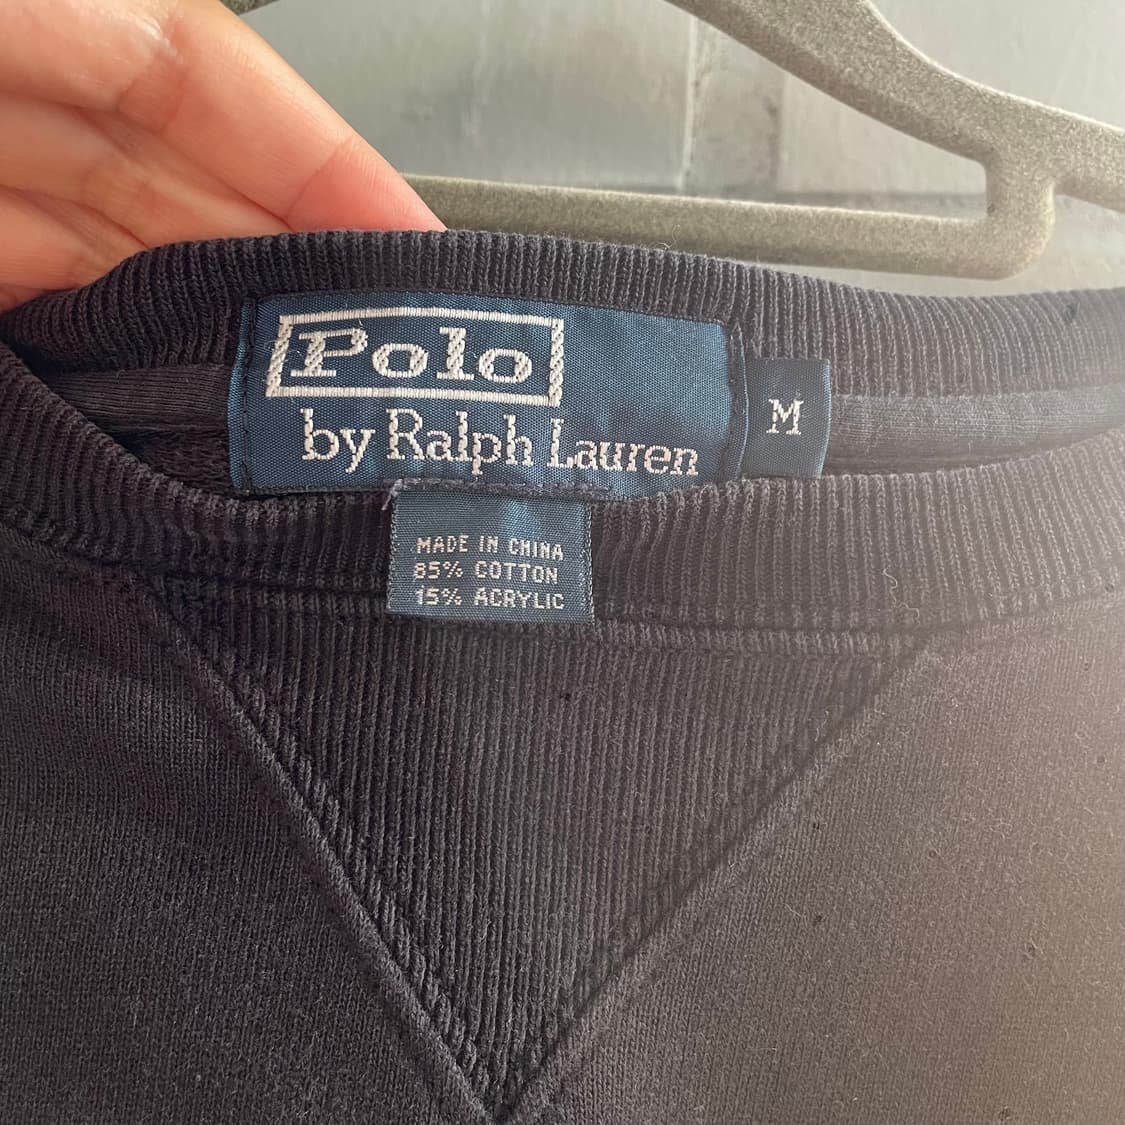 Polo
by Ralph Lauren
M
MADE IN CHINA
85% COTTON
15% ACRYLIC